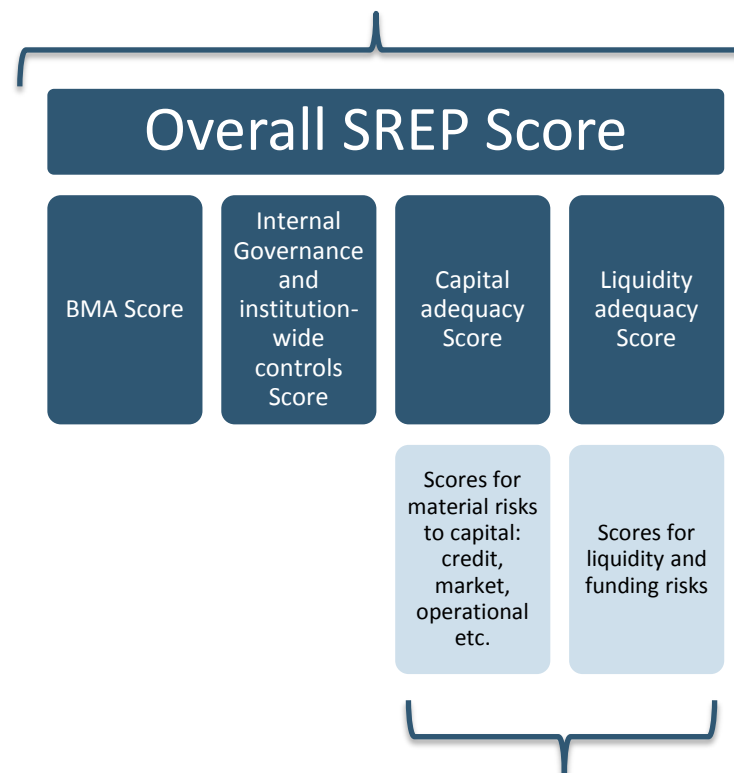 Overall SREP Score
BMA Score
Internal
Governance
and
institution-
wide
controls
Score
Capital
adequacy
Score
Liquidity
adequacy
Score
Scores for
material risks
to capital:
credit,
market,
operational
etc.
Scores for
liquidity and
funding risks